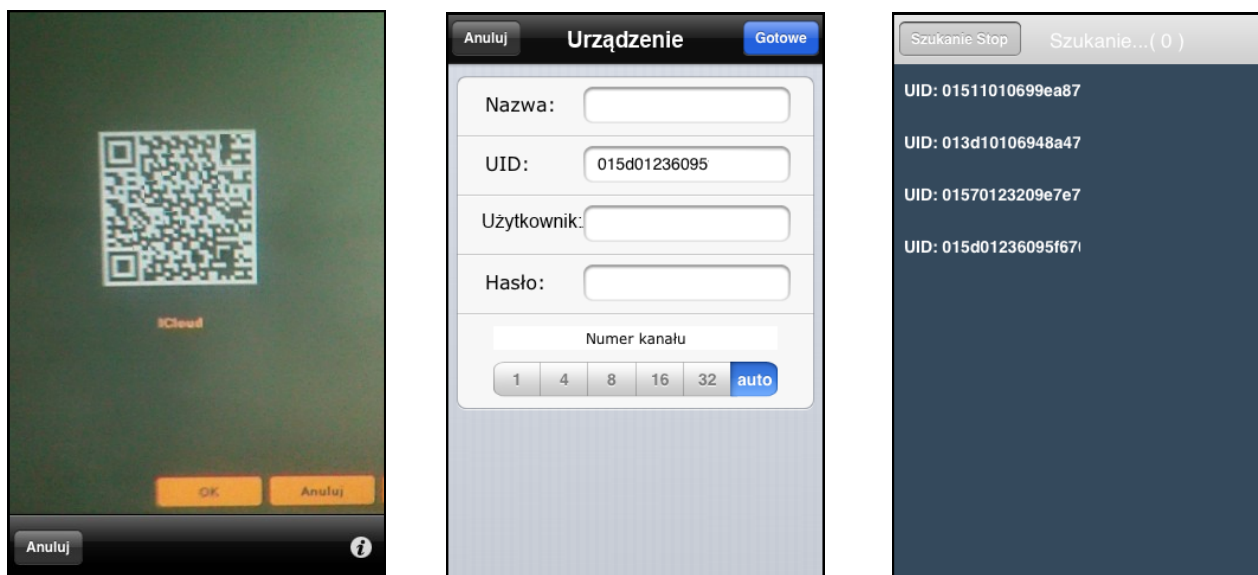 ICloud
OK
Anuluj
Anuluj
Anuluj
Urządzenie
Gotowe
Nazwa:
UID:
015d01236095
Użytkownik:
Hasło:
Numer kanału
1 4 8 16 32 auto
Szukanie Stop
Szukanie...( 0 )
UID: 01511010699ea87
UID: 013d10106948a47
UID: 01570123209e7e7
UID: 015d01236095f67